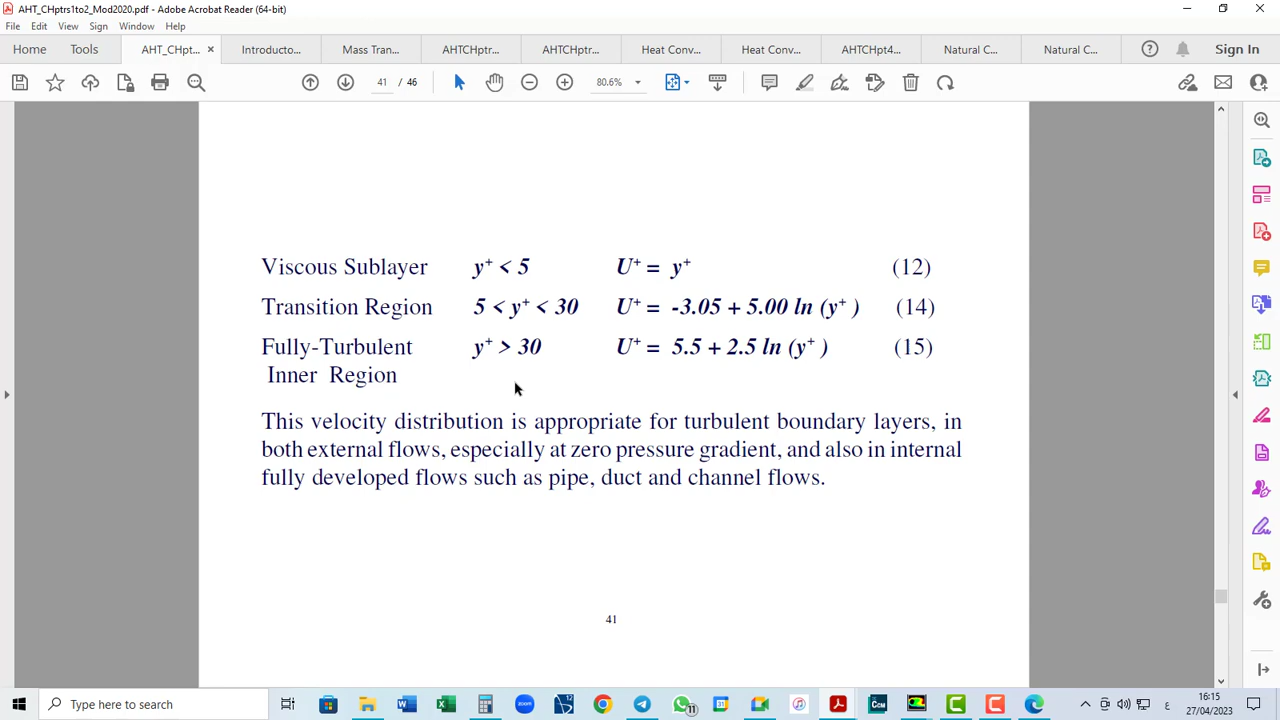 AHT_CHptrs1to2_Mod2020.pdf - Adobe Acrobat Reader (64-bit)
File Edit View Sign Window Help
Home Tools AHT_CHpt... × Introducto... Mass Tran... AHTCHptr... AHTCHptr... Heat Conv... Heat Conv... AHTCHpt4... Natural C... Natural C... Sign In
41 / 46 80.6%
Viscous Sublayer y⁺ < 5 U⁺ = y⁺ (12)
Transition Region 5 < y⁺ < 30 U⁺ = -3.05 + 5.00 ln (y⁺ ) (14)
Fully-Turbulent y⁺ > 30 U⁺ = 5.5 + 2.5 ln (y⁺ ) (15)
Inner Region
This velocity distribution is appropriate for turbulent boundary layers, in
both external flows, especially at zero pressure gradient, and also in internal
fully developed flows such as pipe, duct and channel flows.
41
Type here to search
zoom
11
31
Com
ع
16:15
27/04/2023